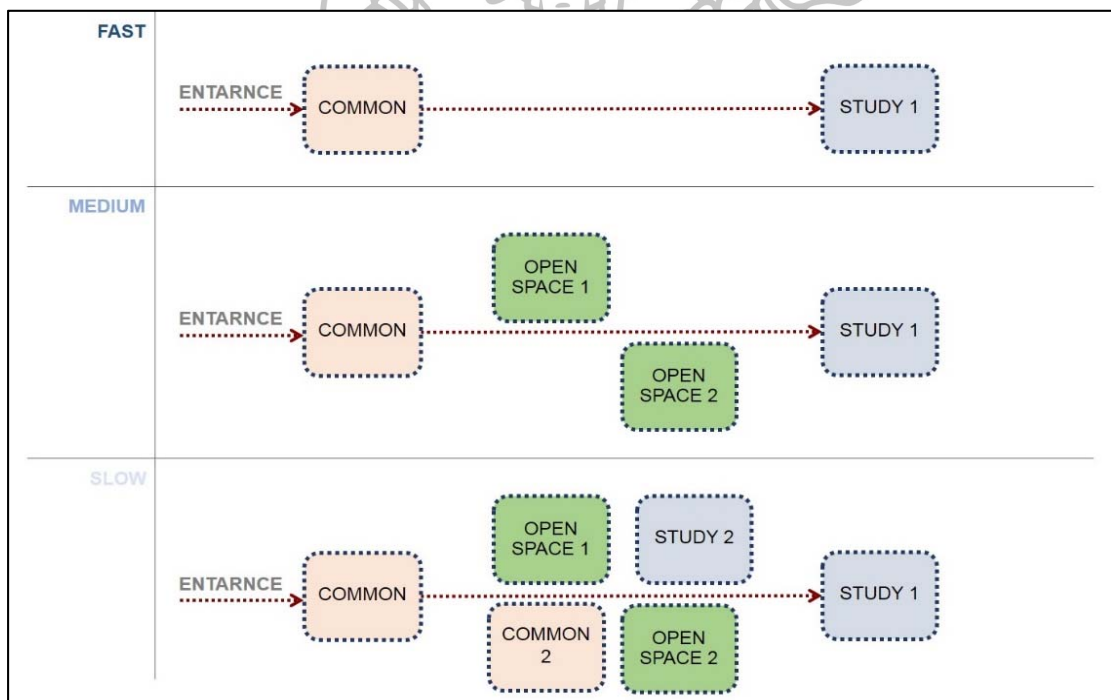 FAST
ENTARNCE
COMMON
STUDY 1
MEDIUM
OPEN
SPACE 1
ENTARNCE
COMMON
STUDY 1
OPEN
SPACE 2
SLOW
OPEN
SPACE 1
STUDY 2
ENTARNCE
COMMON
STUDY 1
COMMON
2
OPEN
SPACE 2